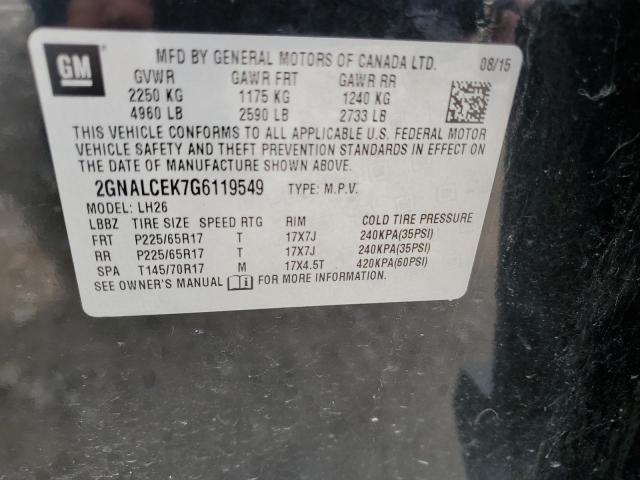 GM
MFD BY GENERAL MOTORS OF CANADA LTD. 08/15
GVWR GAWR FRT GAWR RR
2250 KG 1175 KG 1240 KG
4960 LB 2590 LB 2733 LB
THIS VEHICLE CONFORMS TO ALL APPLICABLE U.S. FEDERAL MOTOR
VEHICLE SAFETY AND THEFT PREVENTION STANDARDS IN EFFECT ON
THE DATE OF MANUFACTURE SHOWN ABOVE.
2GNALCEK7G6119549 TYPE: M.P.V.
MODEL: LH26
LBBZ TIRE SIZE SPEED RTG RIM COLD TIRE PRESSURE
FRT P225/65R17 T 17X7J 240KPA(35PSI)
RR P225/65R17 T 17X7J 240KPA(35PSI)
SPA T145/70R17 M 17X4.5T 420KPA(60PSI)
SEE OWNER'S MANUAL FOR MORE INFORMATION.